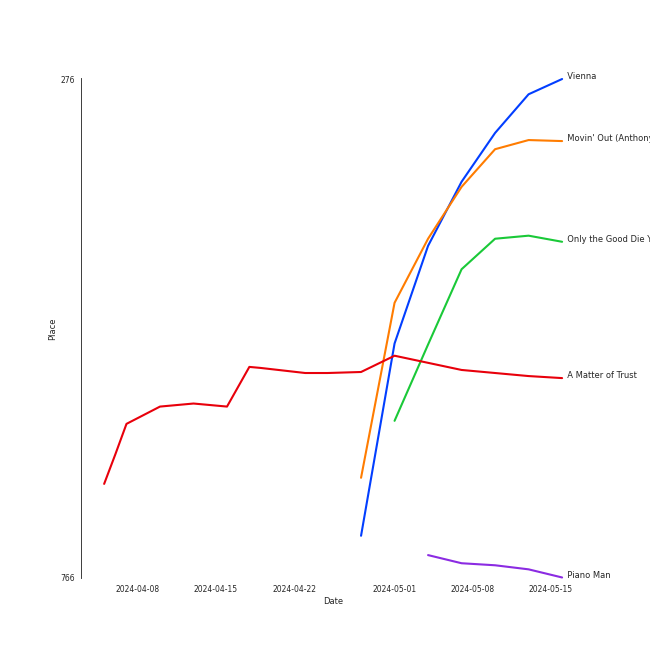 276
Vienna
Movin' Out (Anthony
Only the Good Die Y
Place
A Matter of Trust
766
Piano Man
2024-04-08 2024-04-15 2024-04-22 2024-05-01 2024-05-08 2024-05-15
Date